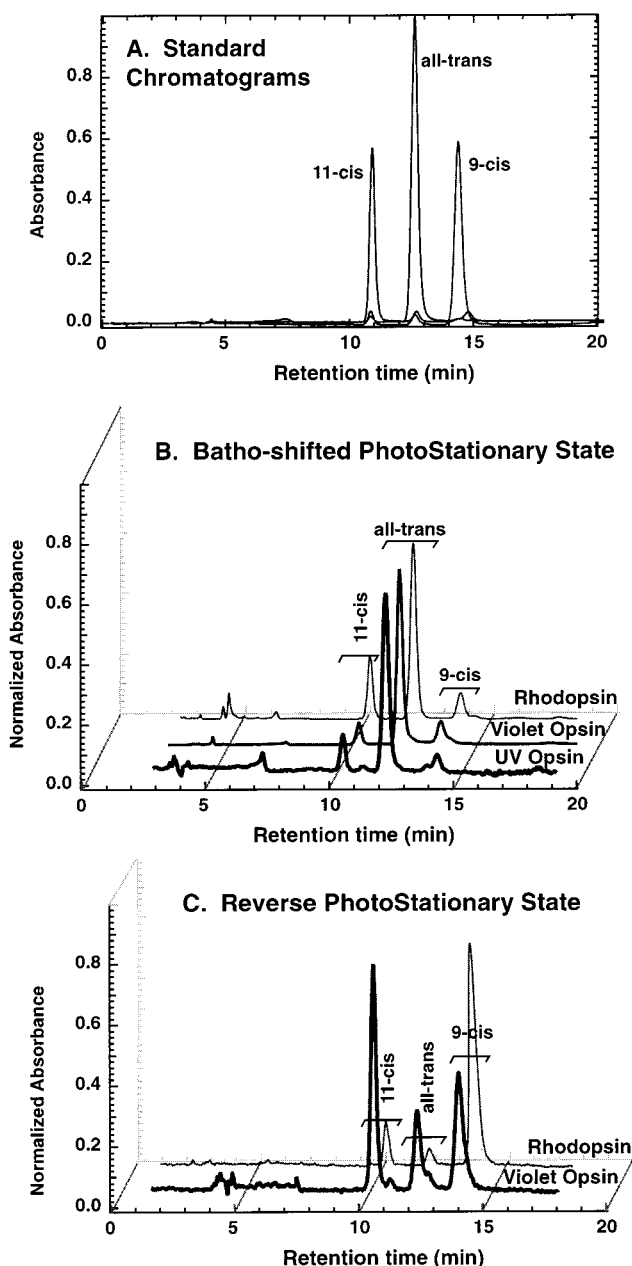 A. Standard
Chromatograms
all-trans
11-cis
9-cis
Absorbance
0.8
0.6
0.4
0.2
0.0
0
5
10
15
20
Retention time (min)
B. Batho-shifted PhotoStationary State
all-trans
11-cis
9-cis
Rhodopsin
Violet Opsin
UV Opsin
Normalized Absorbance
0.8
0.6
0.4
0.2
0.0
0
5
10
15
20
Retention time (min)
C. Reverse PhotoStationary State
9-cis
11-cis
all-trans
Rhodopsin
Violet Opsin
Normalized Absorbance
0.8
0.6
0.4
0.2
0.0
0
5
10
15
20
Retention time (min)